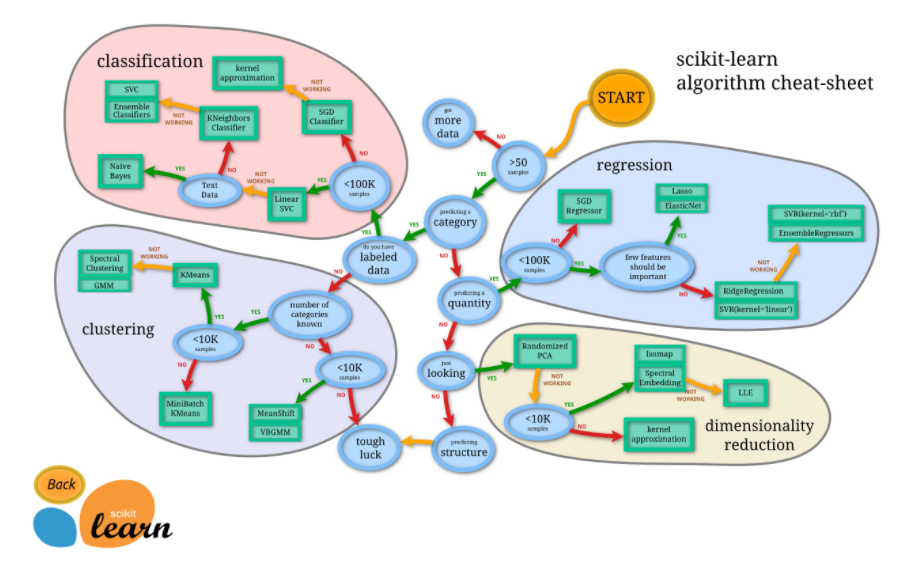 scikit-learn
algorithm cheat-sheet
START
classification
kernel
approximation
NOT
WORKING
SVC
Ensemble
Classifiers
NOT
WORKING
KNeighbors
Classifier
SGD
Classifier
NO
NO
Naive
Bayes
YES
Text
Data
NOT
WORKING
Linear
SVC
YES
<100K
samples
YES
get
more
data
NO
>50
samples
YES
predicting a
category
YES
NO
do you have
labeled
data
NO
predicting a
quantity
YES
NO
just
looking
YES
NO
predicting
structure
tough
luck
regression
SGD
Regressor
NO
<100K
samples
YES
Lasso
ElasticNet
YES
few features
should be
important
NO
SVR(kernel='rbf')
EnsembleRegressors
NOT
WORKING
RidgeRegression
SVR(kernel='linear')
clustering
Spectral
Clustering
GMM
NOT
WORKING
KMeans
YES
<10K
samples
YES
number of
categories
known
NO
NO
MiniBatch
KMeans
<10K
samples
YES
NO
MeanShift
VBGMM
dimensionality
reduction
Randomized
PCA
NOT
WORKING
<10K
samples
YES
NO
Isomap
Spectral
Embedding
NOT
WORKING
LLE
kernel
approximation
Back
scikit
learn